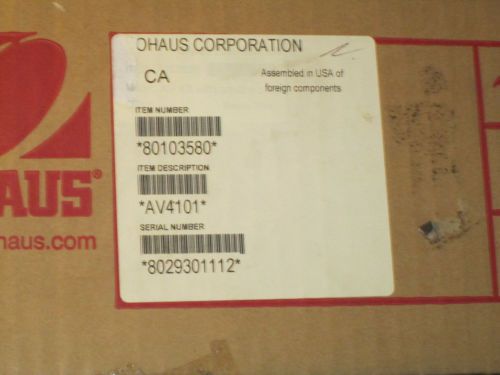 OHAUS CORPORATION
CA
Assembled in USA of
foreign components
ITEM NUMBER
*80103580*
ITEM DESCRIPTION
*AV4101*
SERIAL NUMBER
*8029301112*
HAUS®
haus.com